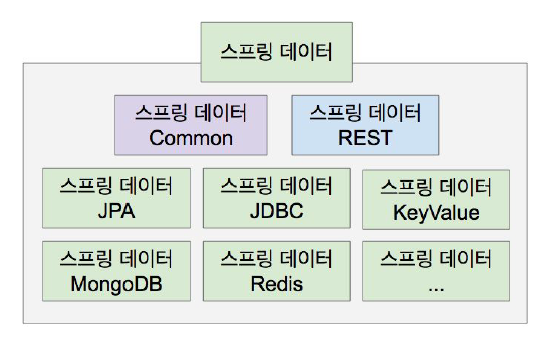 스프링 데이터
스프링 데이터
Common
스프링 데이터
REST
스프링 데이터
JPA
스프링 데이터
JDBC
스프링 데이터
KeyValue
스프링 데이터
MongoDB
스프링 데이터
Redis
스프링 데이터
...